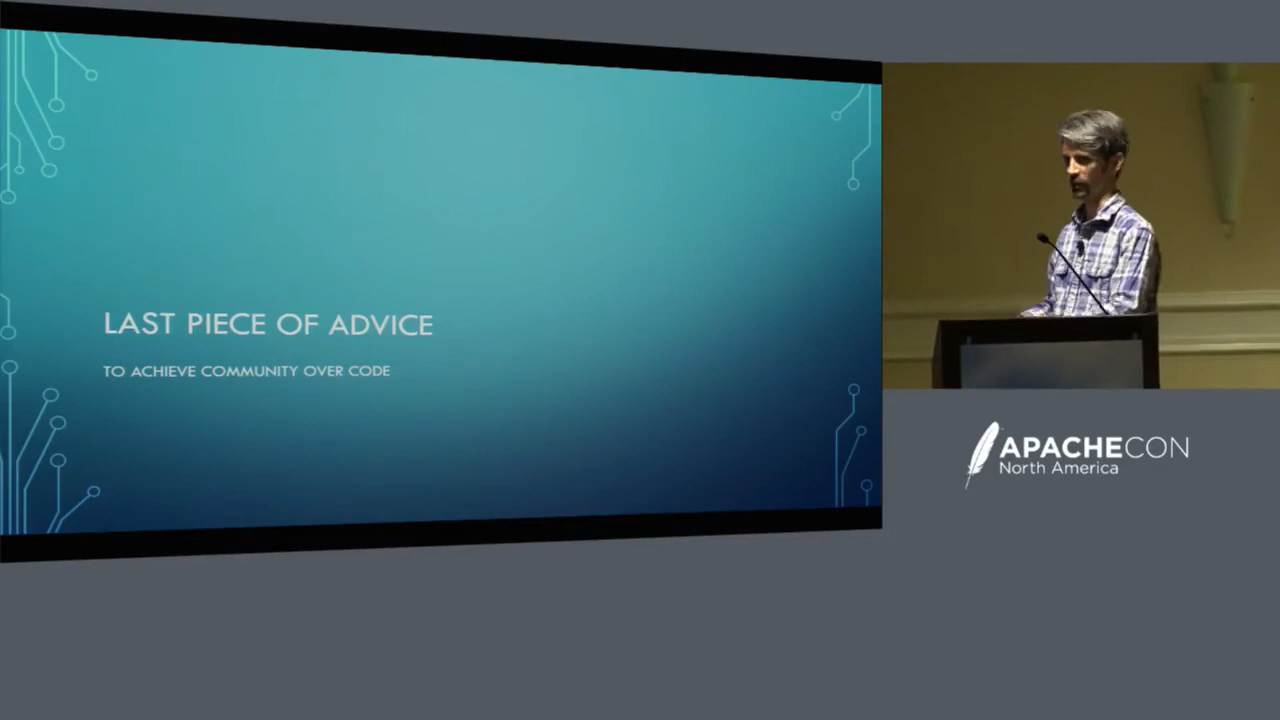 LAST PIECE OF ADVICE
TO ACHIEVE COMMUNITY OVER CODE
APACHECON
North America